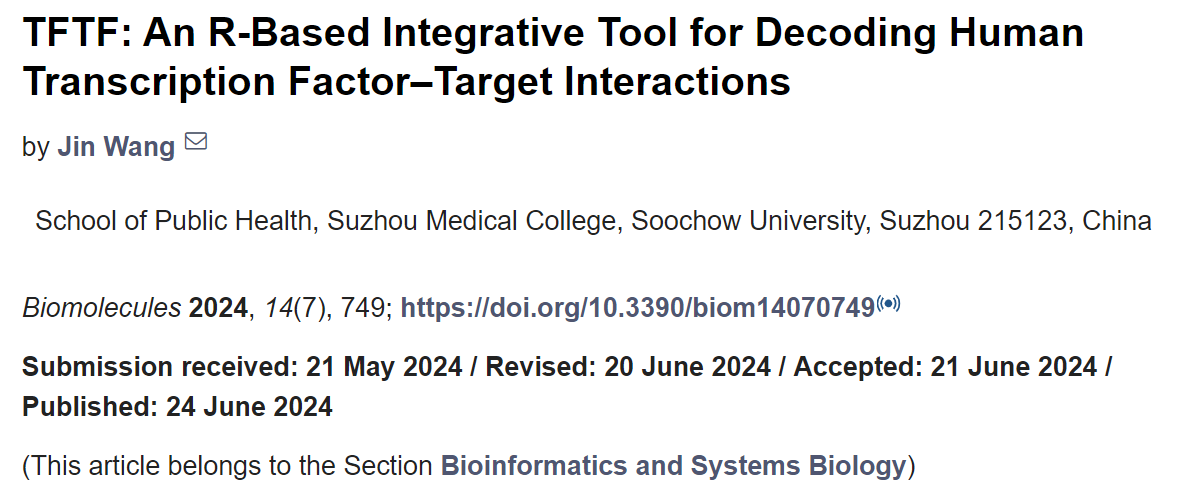 TFTF: An R-Based Integrative Tool for Decoding Human
Transcription Factor–Target Interactions
by Jin Wang
School of Public Health, Suzhou Medical College, Soochow University, Suzhou 215123, China
Biomolecules 2024, 14(7), 749; https://doi.org/10.3390/biom14070749
Submission received: 21 May 2024 / Revised: 20 June 2024 / Accepted: 21 June 2024 /
Published: 24 June 2024
(This article belongs to the Section Bioinformatics and Systems Biology)